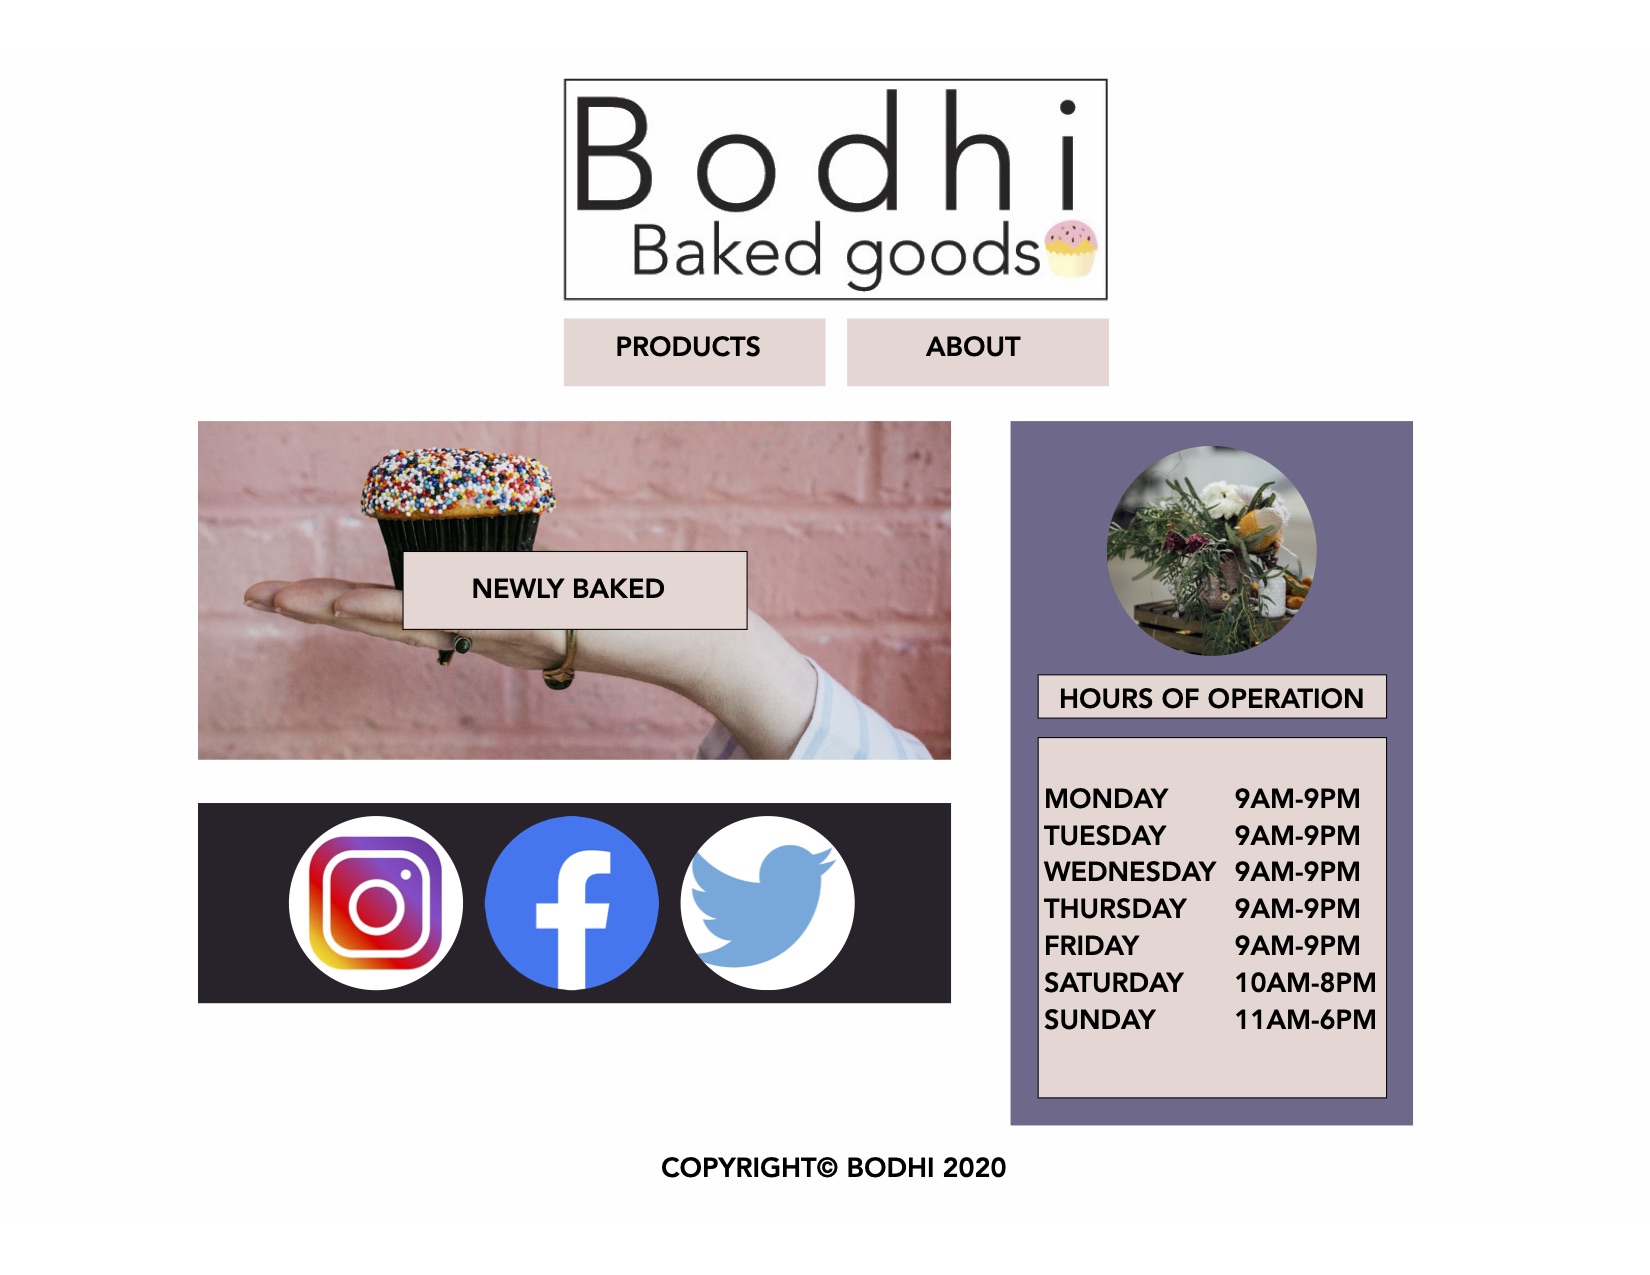 Bodhi
Baked goods
PRODUCTS
ABOUT
NEWLY BAKED
HOURS OF OPERATION
MONDAY 9AM-9PM
TUESDAY 9AM-9PM
WEDNESDAY 9AM-9PM
THURSDAY 9AM-9PM
FRIDAY 9AM-9PM
SATURDAY 10AM-8PM
SUNDAY 11AM-6PM
COPYRIGHT© BODHI 2020